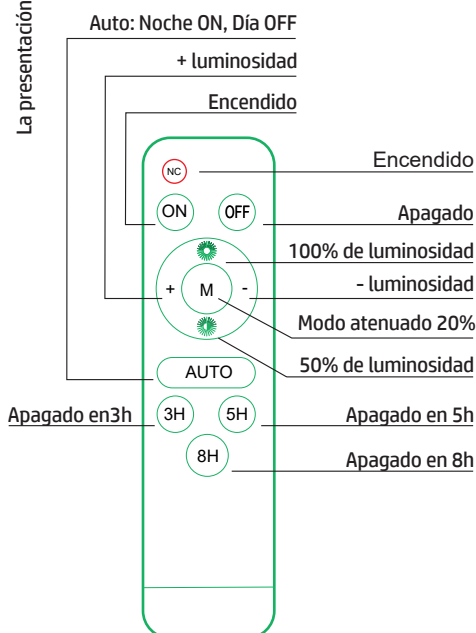 La presentación
Auto: Noche ON, Día OFF
+ luminosidad
Encendido
NC
Encendido
ON
OFF
Apagado
100% de luminosidad
+
M
-
- luminosidad
Modo atenuado 20%
50% de luminosidad
AUTO
Apagado en3h
3H
5H
Apagado en 5h
8H
Apagado en 8h